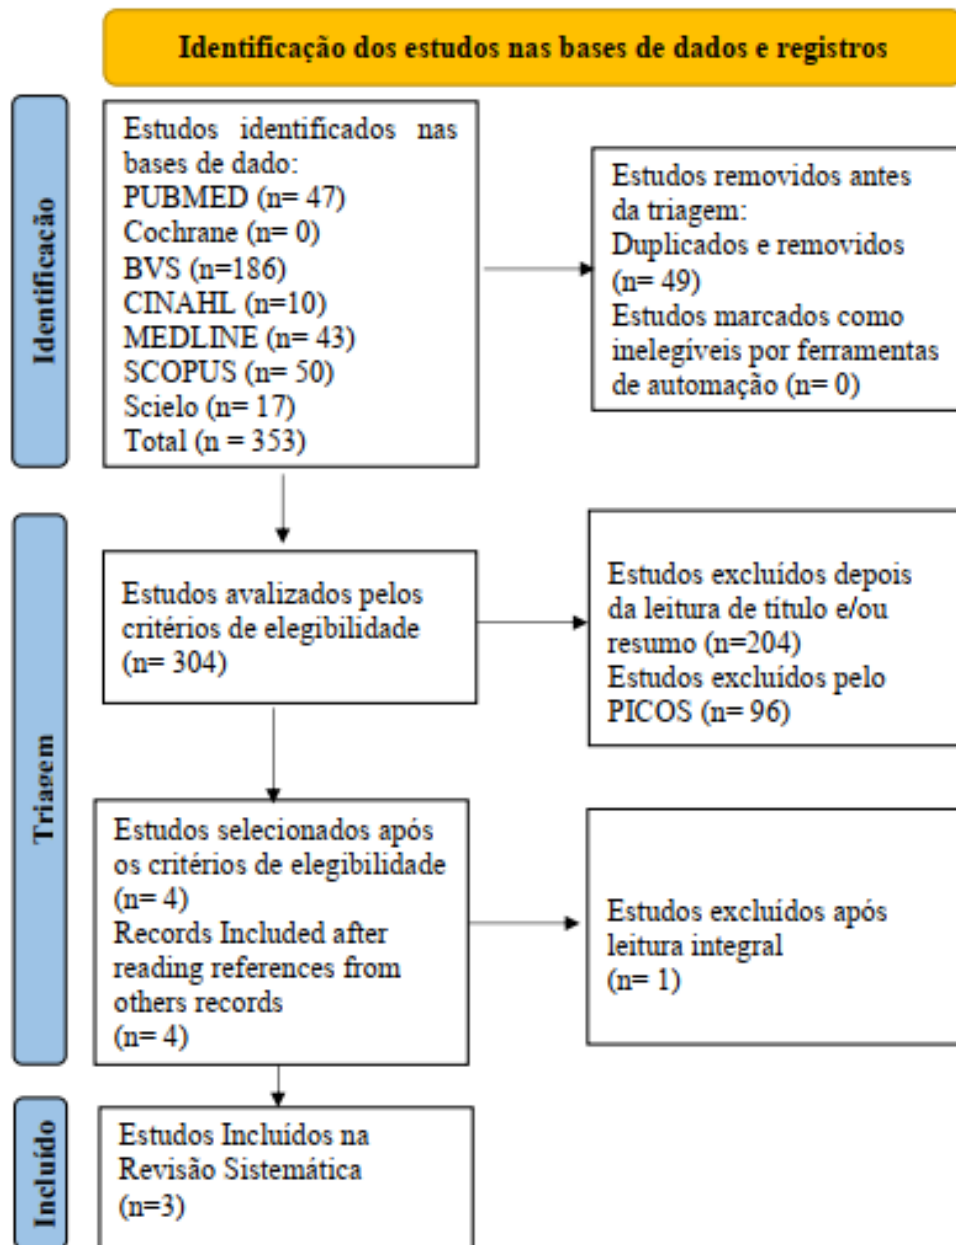 Identificação dos estudos nas bases de dados e registros
Identificação
Estudos identificados nas
bases de dado:
PUBMED (n= 47)
Cochrane (n= 0)
BVS (n=186)
CINAHL (n=10)
MEDLINE (n= 43)
SCOPUS (n= 50)
Scielo (n= 17)
Total (n = 353)
Estudos removidos antes
da triagem:
Duplicados e removidos
(n= 49)
Estudos marcados como
inelegíveis por ferramentas
de automação (n= 0)
Triagem
Estudos avalizados pelos
critérios de elegibilidade
(n= 304)
Estudos excluídos depois
da leitura de título e/ou
resumo (n=204)
Estudos excluídos pelo
PICOS (n= 96)
Estudos selecionados após
os critérios de elegibilidade
(n= 4)
Records Included after
reading references from
others records
(n= 4)
Estudos excluídos após
leitura integral
(n= 1)
Incluído
Estudos Incluídos na
Revisão Sistemática
(n=3)